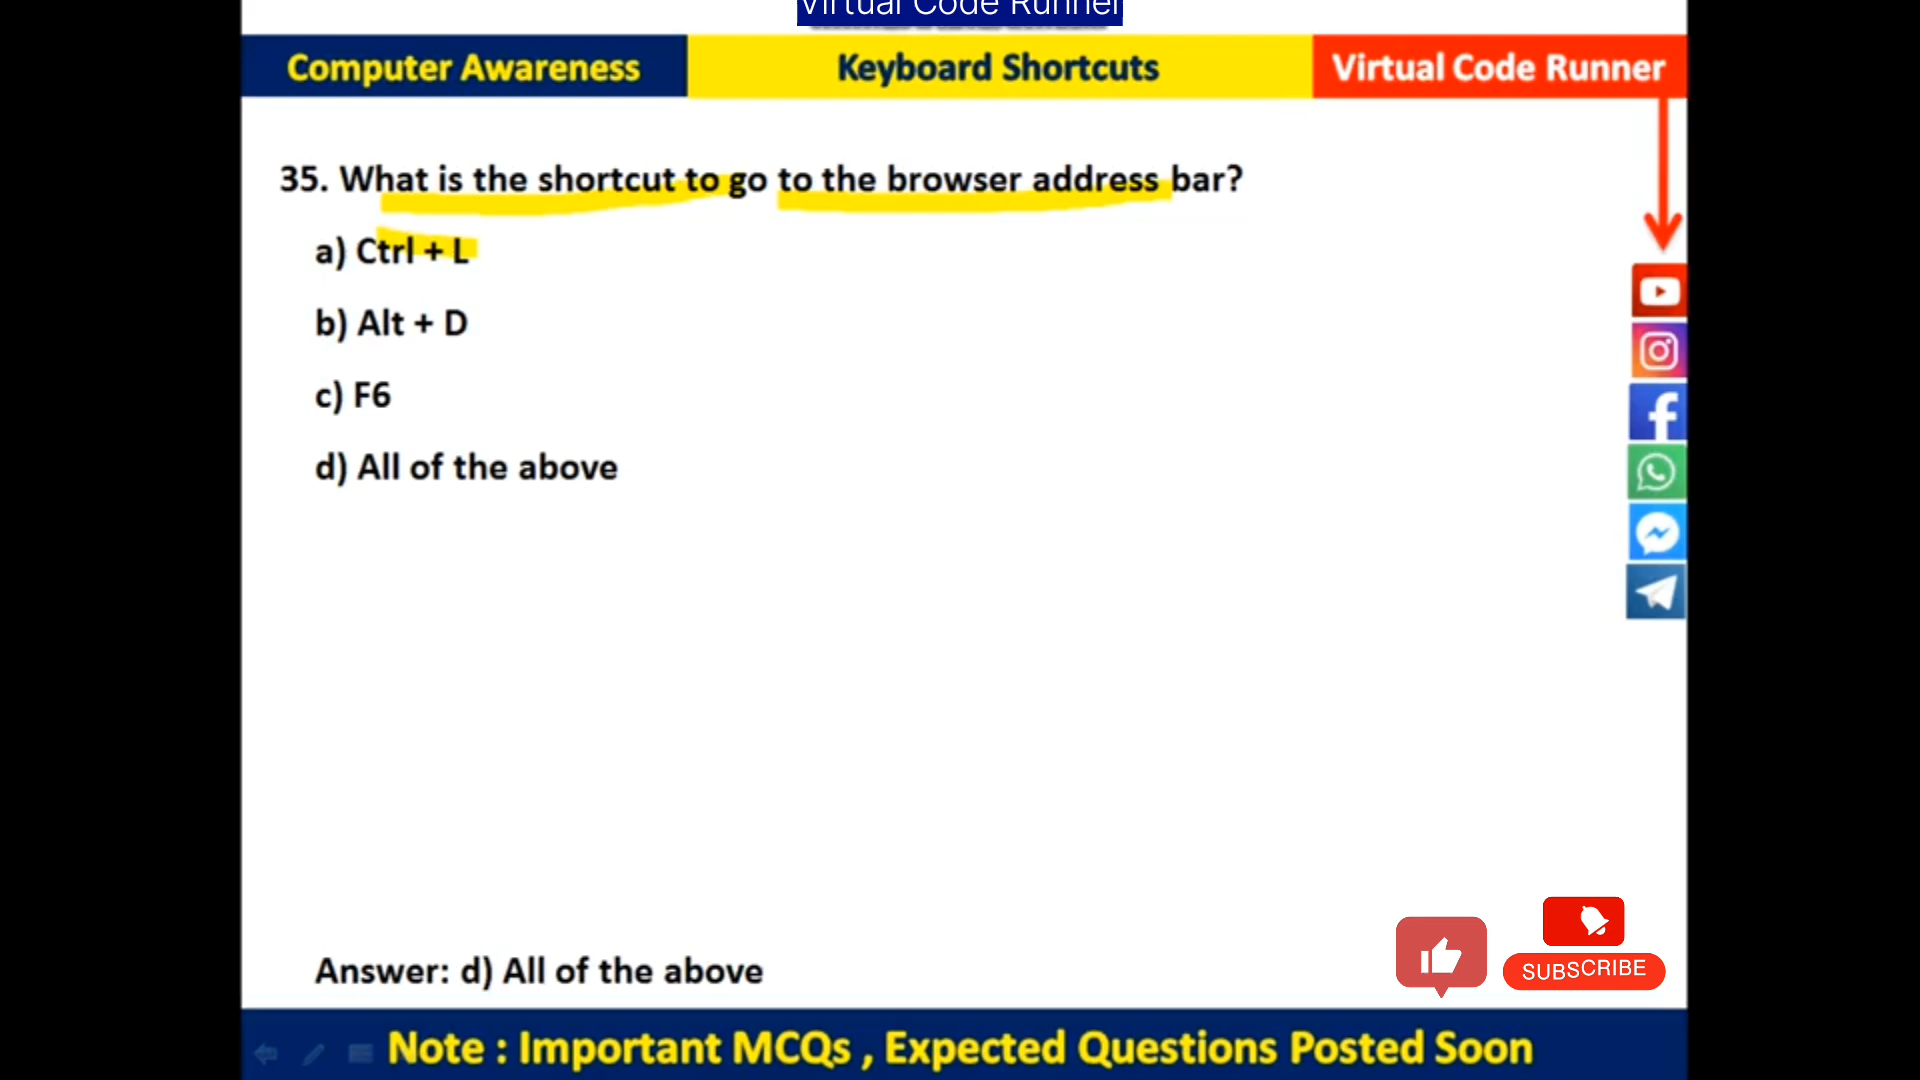 Virtual Code Runner
Computer Awareness
Keyboard Shortcuts
Virtual Code Runner
35. What is the shortcut to go to the browser address bar?
a) Ctrl + L
b) Alt + D
c) F6
d) All of the above
Answer: d) All of the above
SUBSCRIBE
Note : Important MCQs , Expected Questions Posted Soon